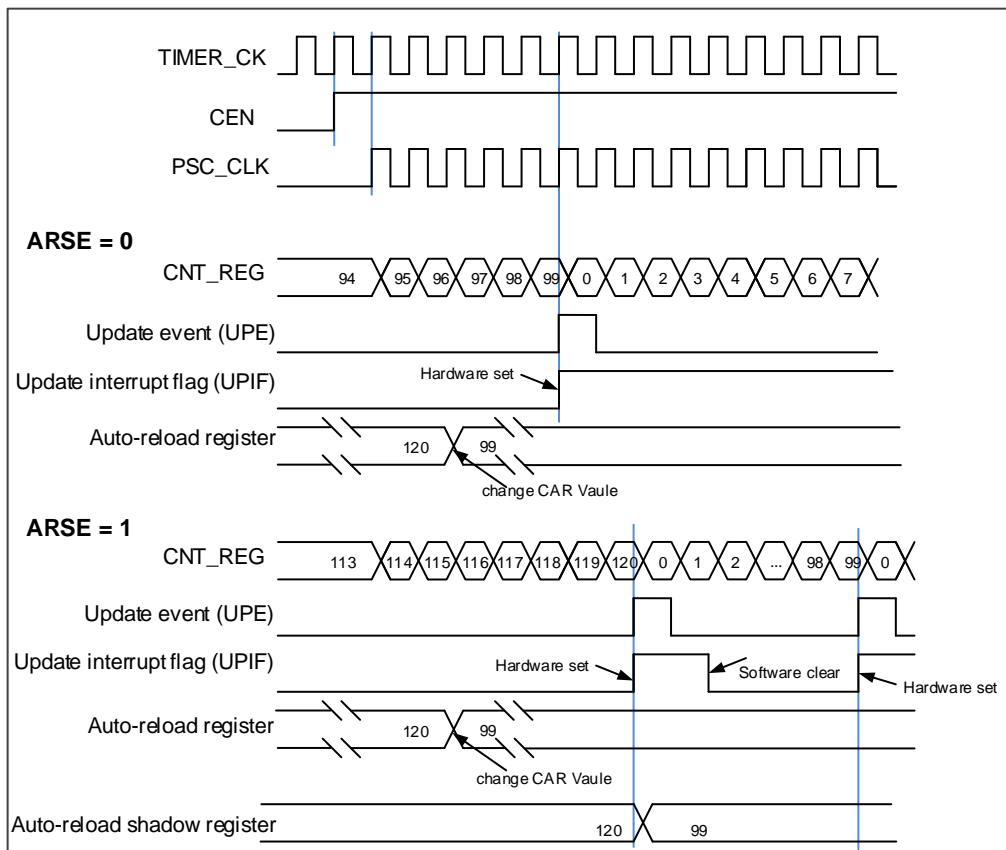 TIMER_CK
CEN
PSC_CLK
ARSE = 0
CNT_REG 94 95 96 97 98 99 0 1 2 3 4 5 6 7
Update event (UPE)
Hardware set
Update interrupt flag (UPIF)
Auto-reload register 120 99
change CAR Vaule
ARSE = 1
CNT_REG 113 114 115 116 117 118 119 120 0 1 2 ... 98 99 0
Update event (UPE)
Update interrupt flag (UPIF) Hardware set Software clear Hardware set
Auto-reload register 120 99
change CAR Vaule
Auto-reload shadow register 120 99